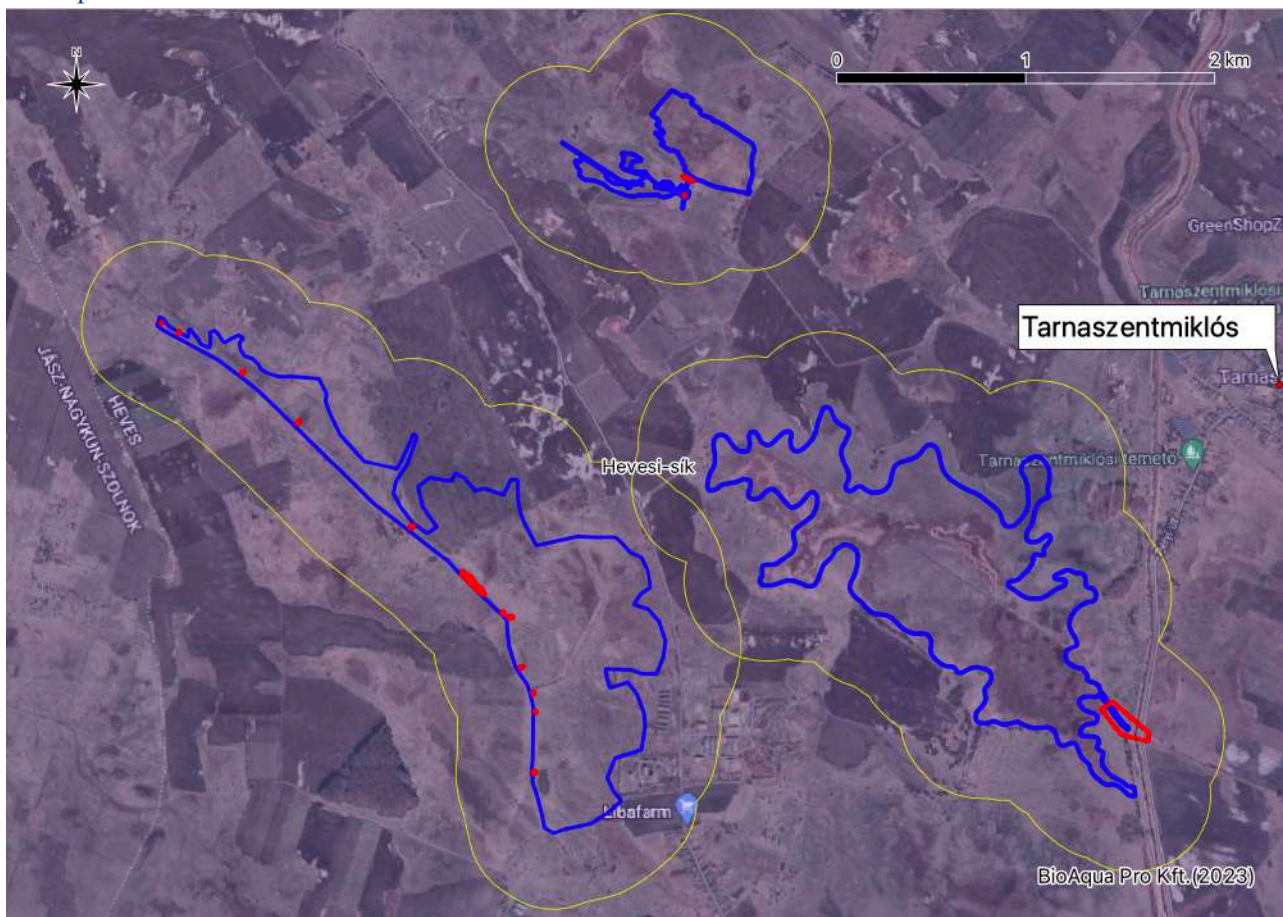 N
0 1 2 km
GreenShopZ
Tarnaszentmiklósi
Tarnaszentmiklós
Tarnas
JÁSZ-NAGYKUN-SZOLNOK
HEVES
Hevesi-sík
Tarnaszentmiklósi temető
Libafarm
BioAqua Pro Kft.(2023)